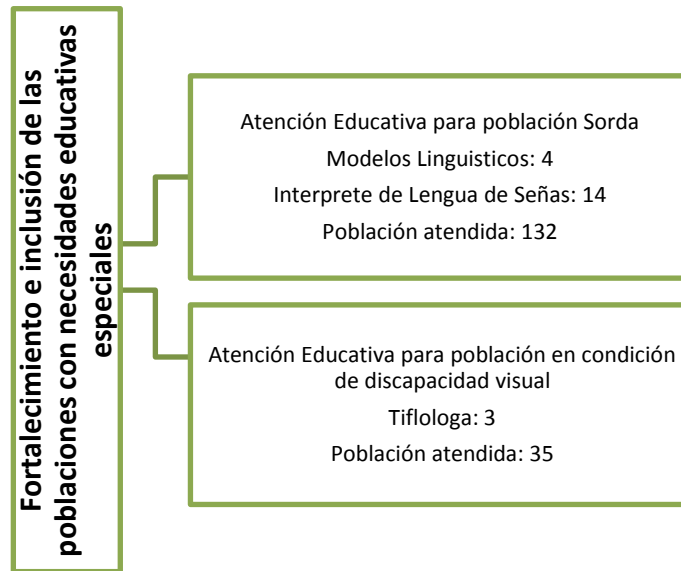 Fortalecimiento e inclusión de las
poblaciones con necesidades educativas
especiales
Atención Educativa para población Sorda
Modelos Linguisticos: 4
Interprete de Lengua de Señas: 14
Población atendida: 132
Atención Educativa para población en condición
de discapacidad visual
Tiflologa: 3
Población atendida: 35